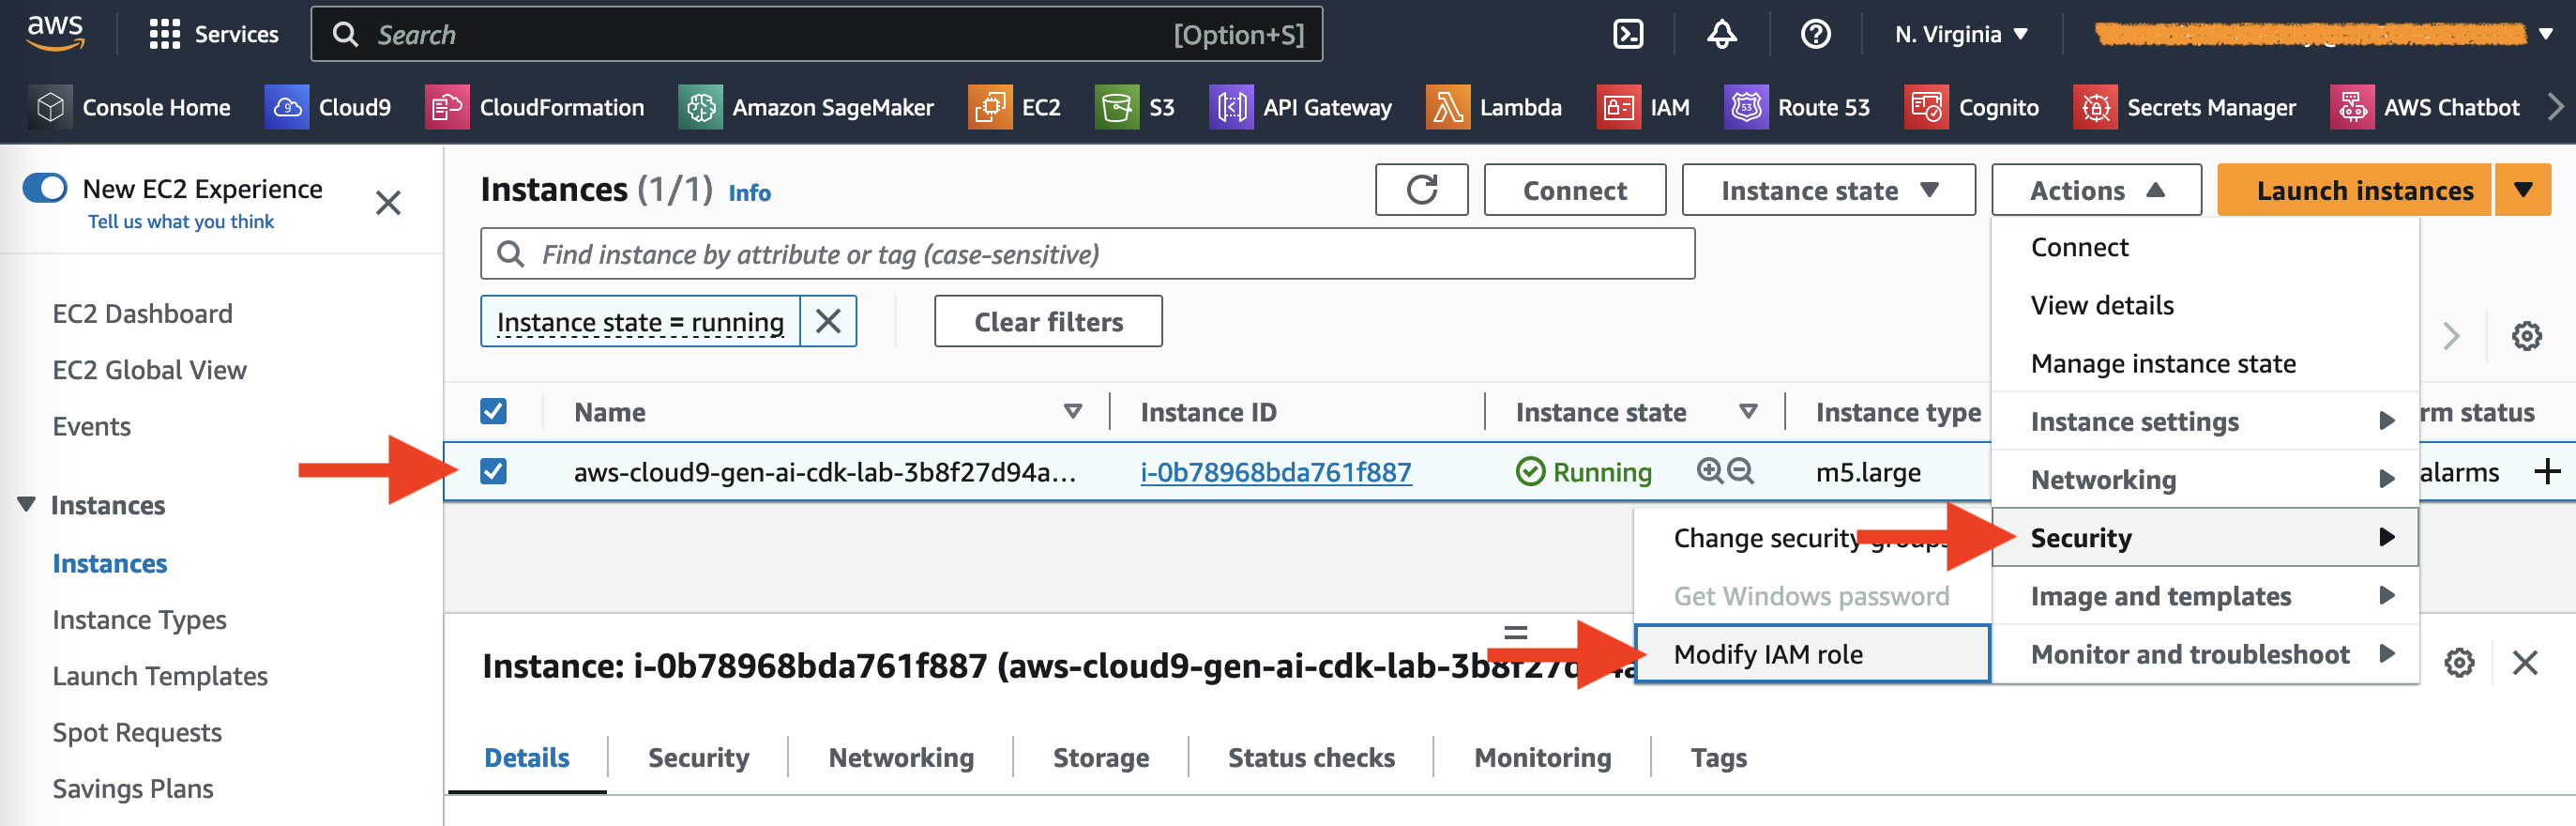 aws
Services
Search
[Option+S]
N. Virginia
Console Home
9
Cloud9
CloudFormation
Amazon SageMaker
EC2
S3
API Gateway
Lambda
IAM
53
Route 53
Cognito
Secrets Manager
AWS Chatbot
New EC2 Experience
Tell us what you think
EC2 Dashboard
EC2 Global View
Events
Instances
Instances
Instance Types
Launch Templates
Spot Requests
Savings Plans
Instances (1/1) Info
Connect
Instance state
Actions
Launch instances
Find instance by attribute or tag (case-sensitive)
Instance state = running
Clear filters
Name
Instance ID
Instance state
Instance type
rm status
aws-cloud9-gen-ai-cdk-lab-3b8f27d94a...
i-0b78968bda761f887
Running
m5.large
alarms
Connect
View details
Manage instance state
Instance settings
Networking
Security
Image and templates
Monitor and troubleshoot
Change security groups
Get Windows password
Modify IAM role
Instance: i-0b78968bda761f887 (aws-cloud9-gen-ai-cdk-lab-3b8f27d94a
Details
Security
Networking
Storage
Status checks
Monitoring
Tags